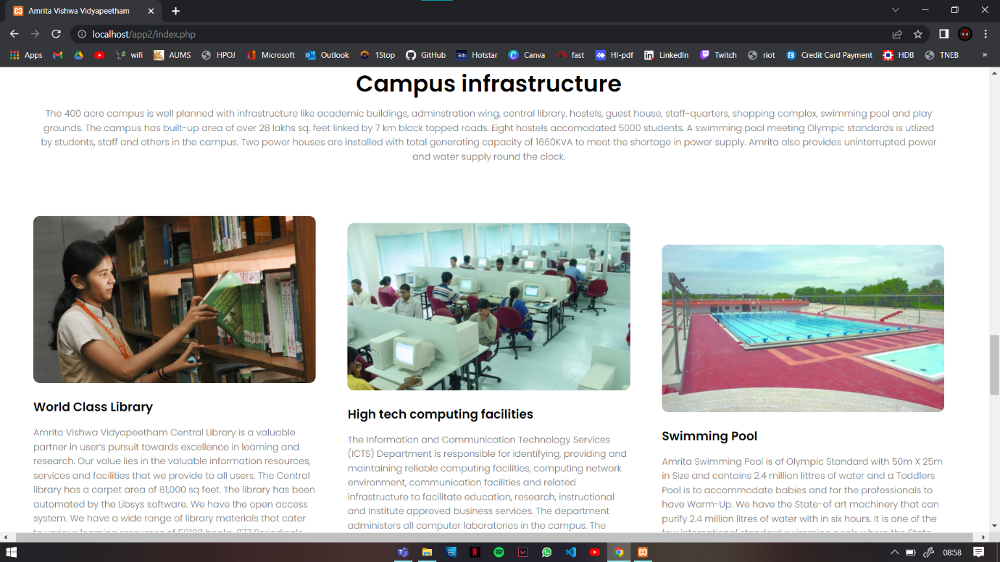 Amrita Vishwa Vidyapeetham
localhost/app2/index.php
Apps
wifi
AUMS
HPOJ
Microsoft
Outlook
1Stop
GitHub
Hotstar
Canva
fast
HI-pdf
LinkedIn
Twitch
riot
Credit Card Payment
HDB
TNEB
»
Campus infrastructure
The 400 acre campus is well planned with infrastructure like academic buildings, adminstration wing, central library, hostels, guest house, staff-quarters, shopping complex, swimming pool and play
grounds. The campus has built-up area of over 28 lakhs sq. feet linked by 7 km black topped roads. Eight hostels accomodated 5000 students. A swimming pool meeting Olympic standards is utlized
by students, staff and others in the campus. Two power houses are installed with total generating capacity of 1660KVA to meet the shortage in power supply. Amrita also provides uninterrupted power
and water supply round the clock.
World Class Library
Amrita Vishwa Vidyapeetham Central Library is a valuable
partner in user's pursuit towards excellence in learning and
research. Our value lies in the valuable information resources,
services and facilities that we provide to all users. The Central
library has a carpet area of 81,000 sq feet. The library has been
automated by the Libsys software. We have the open access
system. We have a wide range of library materials that cater
High tech computing facilities
The Information and Communication Technology Services
(ICTS) Department is responsible for identifying, providing and
maintaining reliable computing facilities, computing network
environment, communication facilities and related
infrastructure to facilitate education, research, instructional
and Institute approved business services. The department
administers all computer laboratories in the campus. The
Swimming Pool
Amrita Swimming Pool is of Olympic Standard with 50m X 25m
in Size and contains 2.4 million littres of water and a Toddlers
Pool is to accommodate babies and for the professionals to
have Warm-Up. We have the State-of art machinery that can
purify 2.4 million litres of water with in six hours. It is one of the
08:58